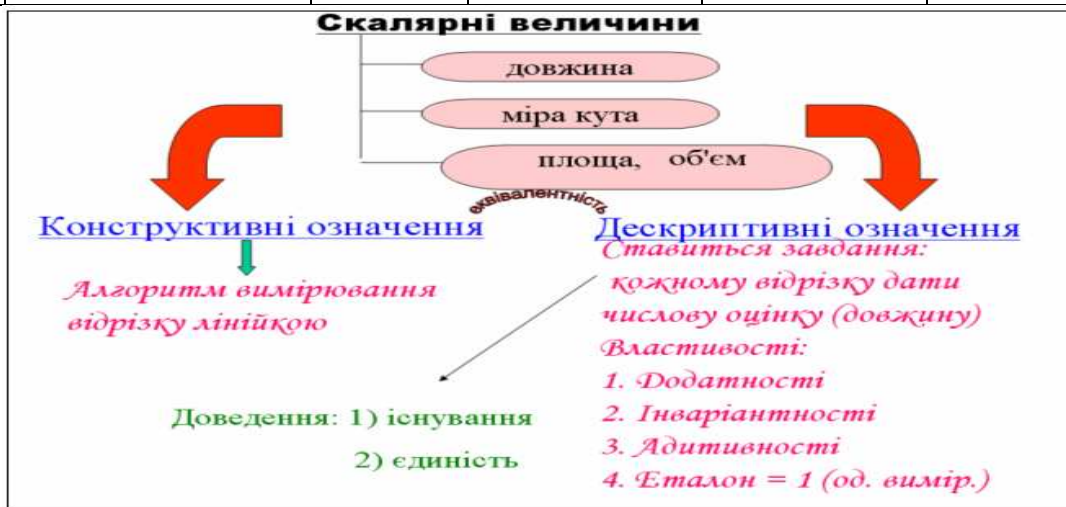 Скалярні величини
довжина
міра кута
площа, об'єм
еквівалентність
Конструктивні означення
Алгоритм вимірювання
відрізку лінійкою
Дескриптивні означення
Ставиться завдання:
кожному відрізку дати
числову оцінку (довжину)
Властивості:
1. Додатності
2. Інваріантності
3. Адитивності
4. Еталон = 1 (од. вимір.)
Доведення: 1) існування
2) єдиність